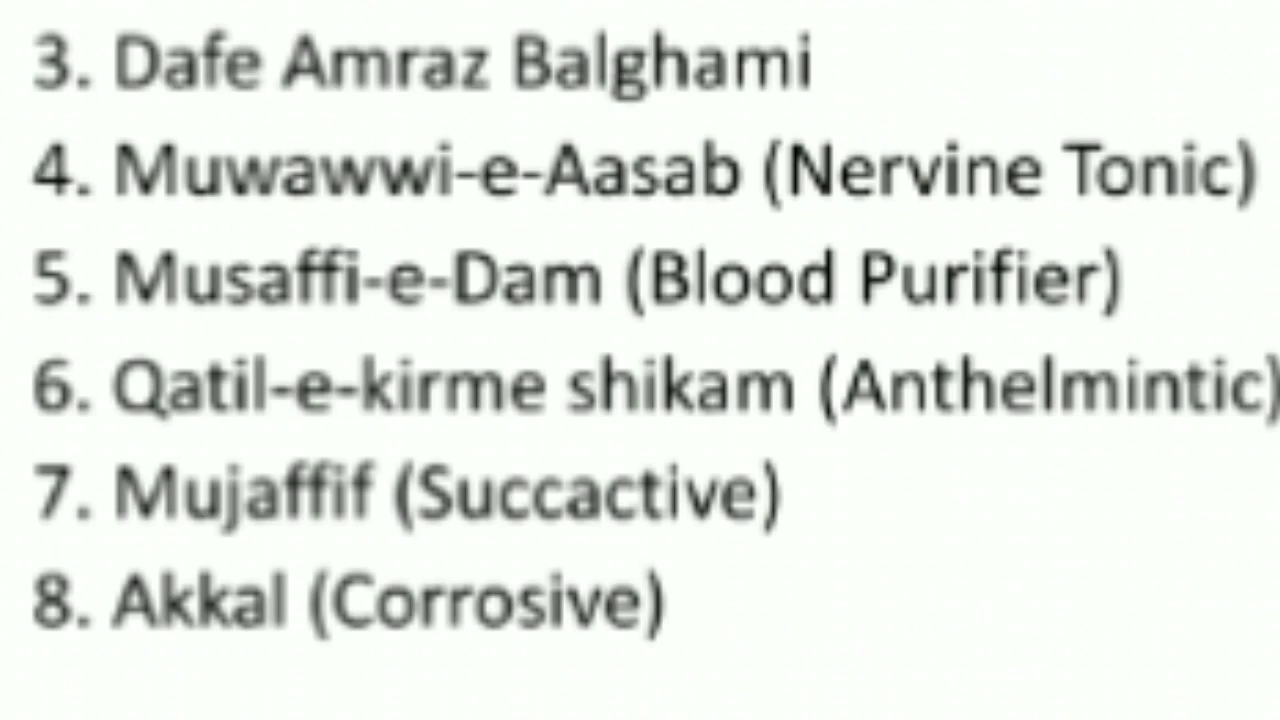 3. Dafe Amraz Balghami
4. Muwawwi-e-Aasab (Nervine Tonic)
5. Musaffi-e-Dam (Blood Purifier)
6. Qatil-e-kirme shikam (Anthelmintic)
7. Mujaffif (Succactive)
8. Akkal (Corrosive)